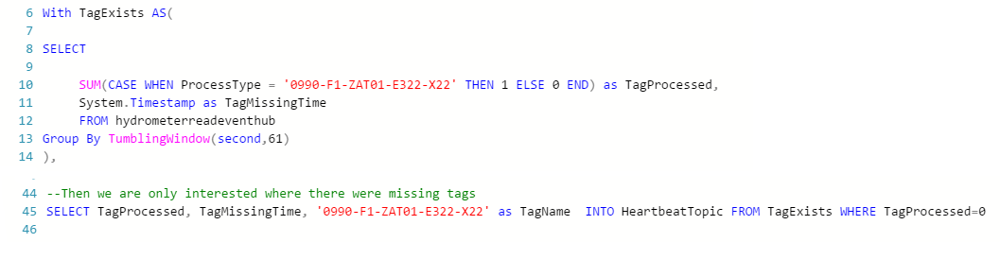 6 With TagExists AS(
7
8 SELECT
9
10 SUM(CASE WHEN ProcessType = '0990-F1-ZAT01-E322-X22' THEN 1 ELSE 0 END) as TagProcessed,
11 System.Timestamp as TagMissingTime
12 FROM hydrometerreadeventhub
13 Group By TumblingWindow(second,61)
14 ),
44 --Then we are only interested where there were missing tags
45 SELECT TagProcessed, TagMissingTime, '0990-F1-ZAT01-E322-X22' as TagName  INTO HeartbeatTopic FROM TagExists WHERE TagProcessed=0
46